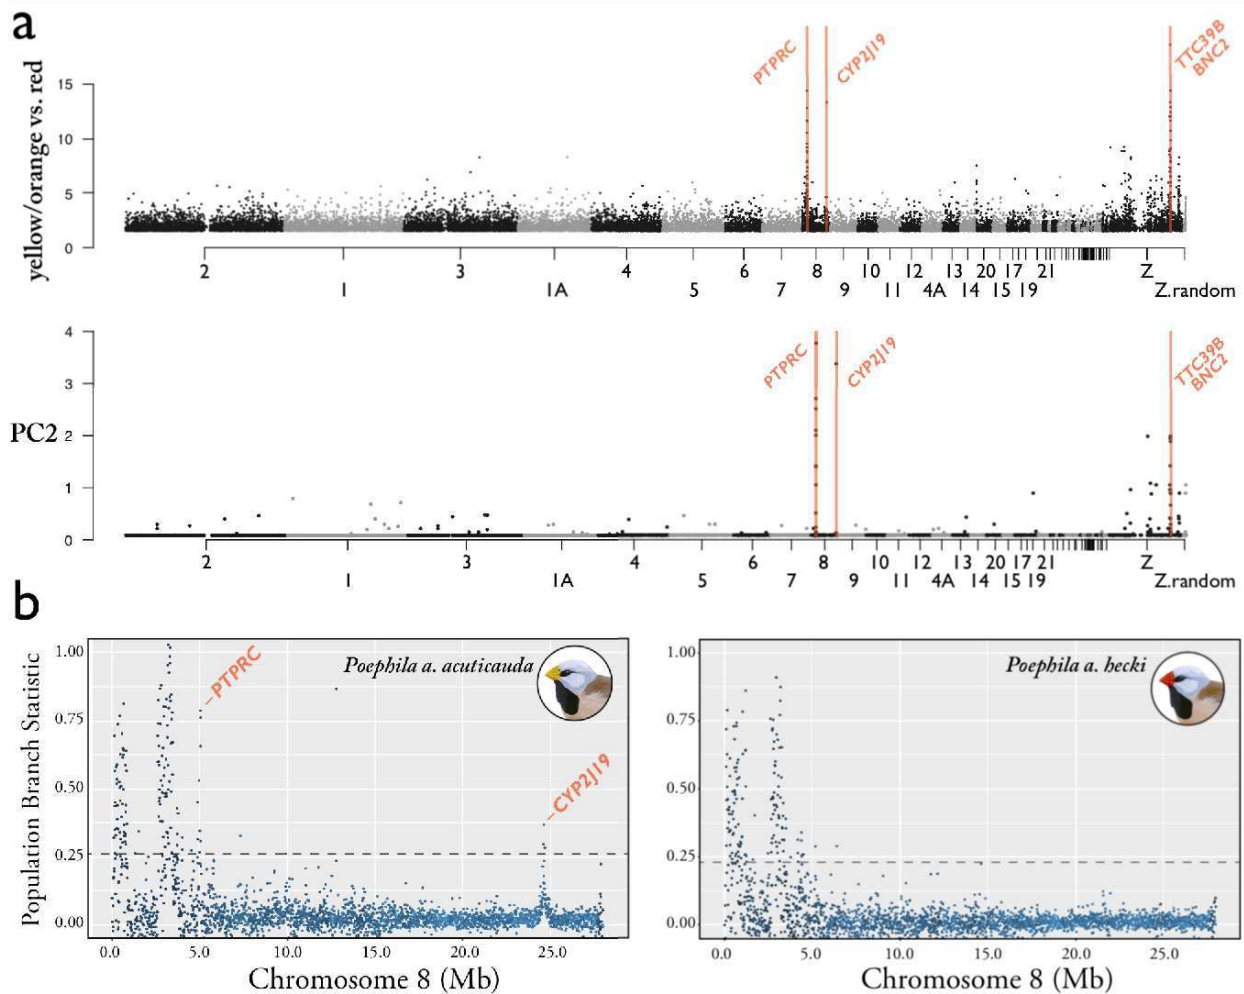 a
yellow/orange vs. red
15
10
5
0
PTPRC
CYP2J19
TTC39B
BNC2
2 3 4 6 8 10 12 13 20 17 21 Z
1 1A 5 7 9 11 4A 14 15 19 Z.random
PC2
4
3
2
1
0
PTPRC
CYP2J19
TTC39B
BNC2
2 3 4 6 8 10 12 13 20 17 21 Z
1 1A 5 7 9 11 4A 14 15 19 Z.random
b
Population Branch Statistic
1.00
0.75
0.50
0.25
0.00
PTPRC
CYP2J19
Poephila a. acuticauda
0.0 5.0 10.0 15.0 20.0 25.0
Chromosome 8 (Mb)
1.00
0.75
0.50
0.25
0.00
Poephila a. hecki
0.0 5.0 10.0 15.0 20.0 25.0
Chromosome 8 (Mb)